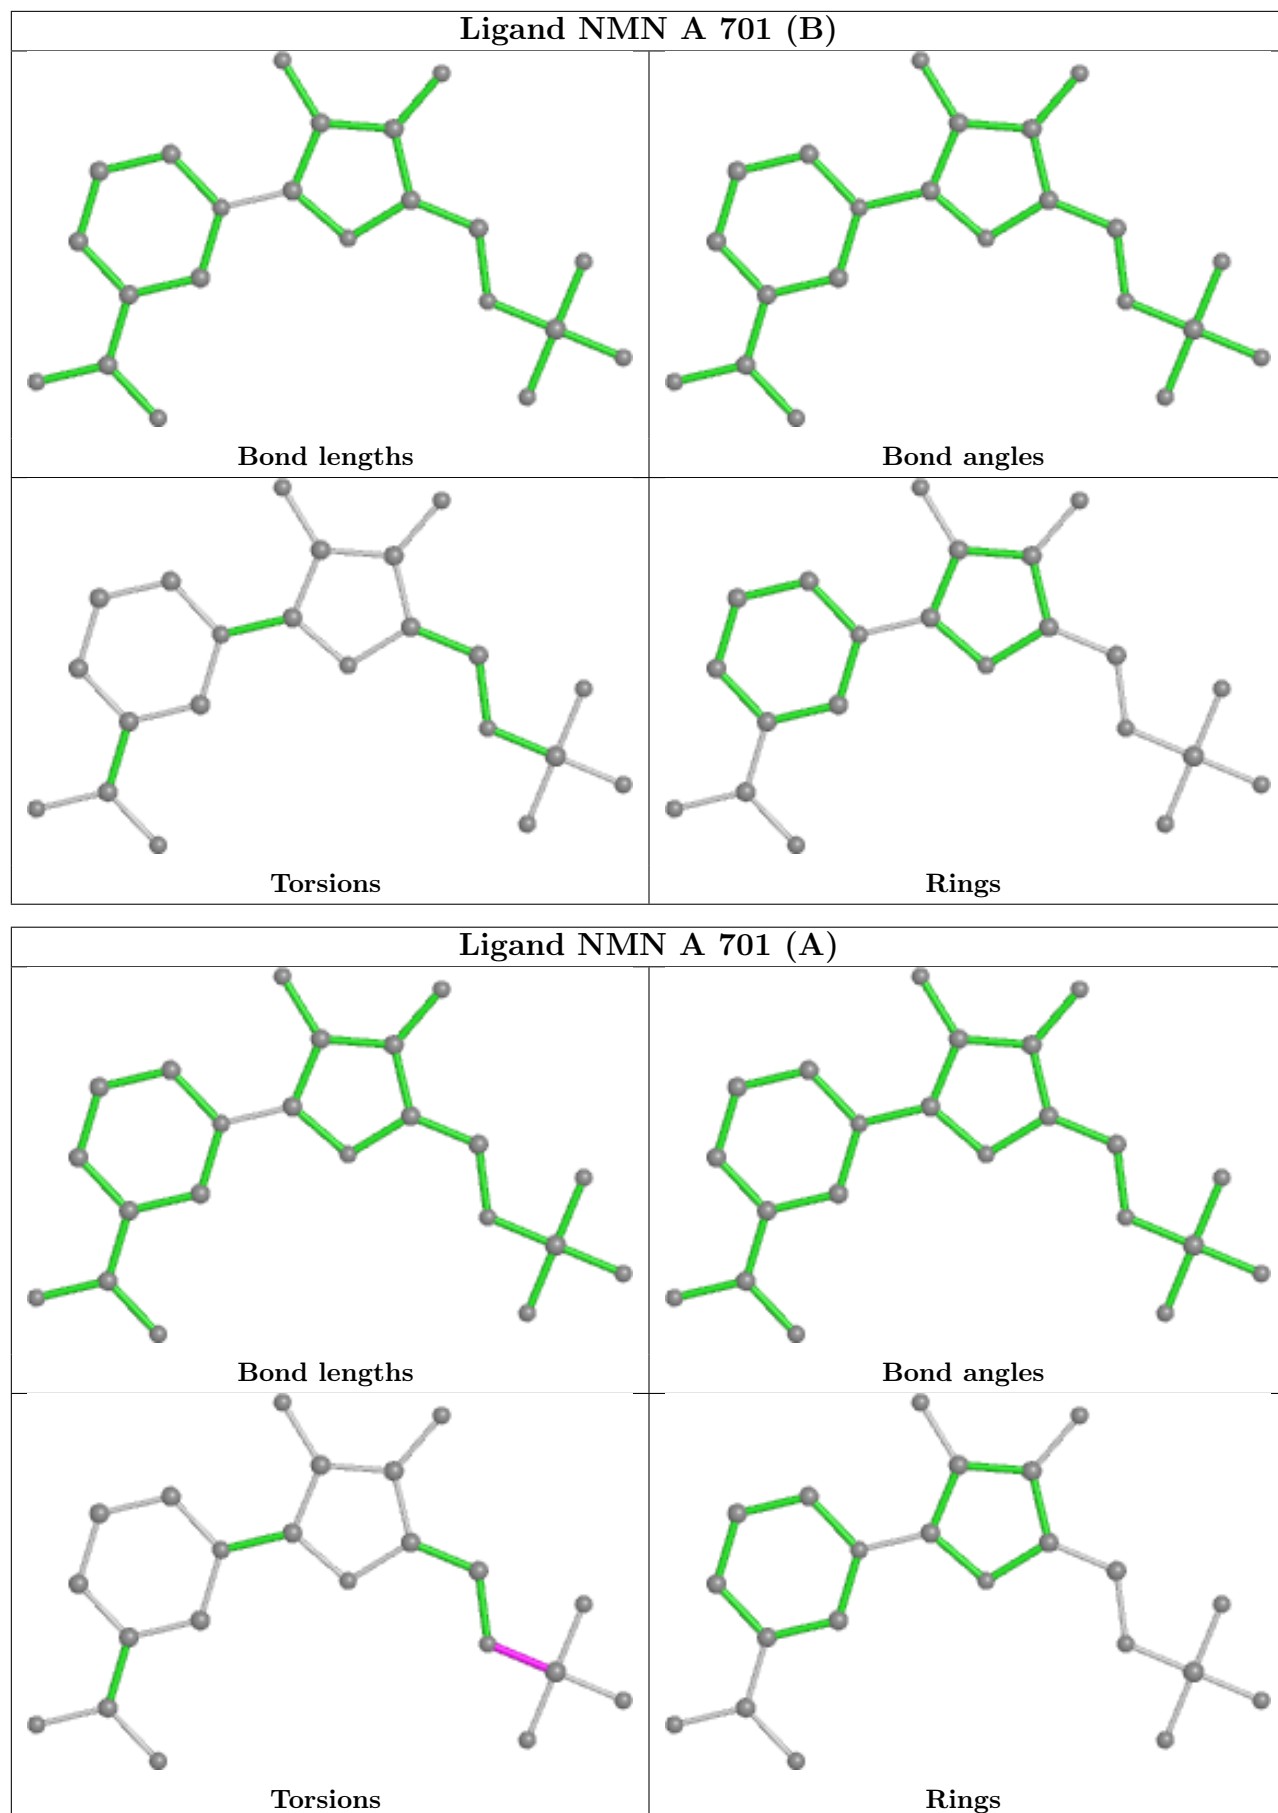 Ligand NMN A 701 (B)
Bond lengths
Bond angles
Torsions
Rings
Ligand NMN A 701 (A)
Bond lengths
Bond angles
Torsions
Rings